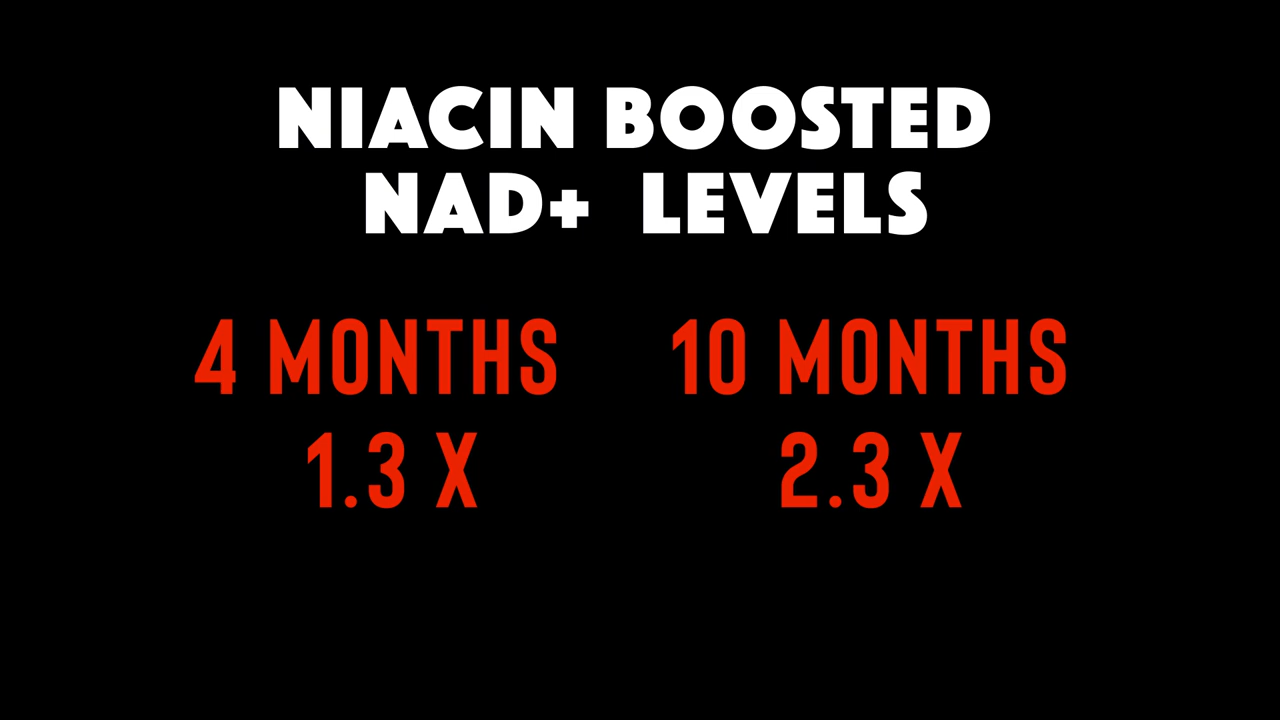 NIACIN BOOSTED
NAD+ LEVELS
4 MONTHS 10 MONTHS
1.3 X 2.3 X